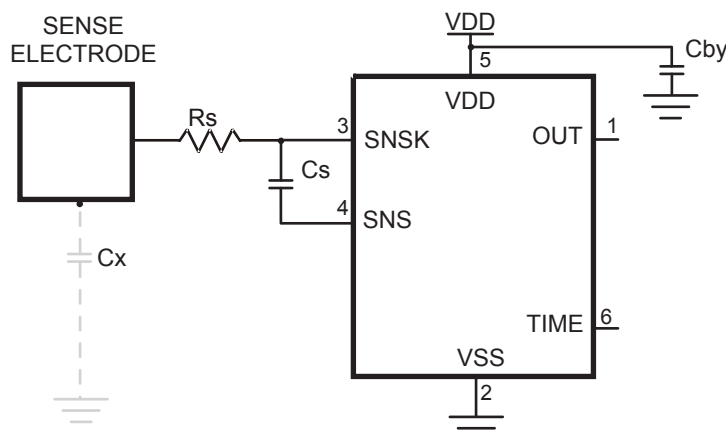 SENSE
ELECTRODE
VDD
5
Cby
VDD
Rs
3
SNSK
OUT
1
Cs
4
SNS
Cx
TIME
6
VSS
2